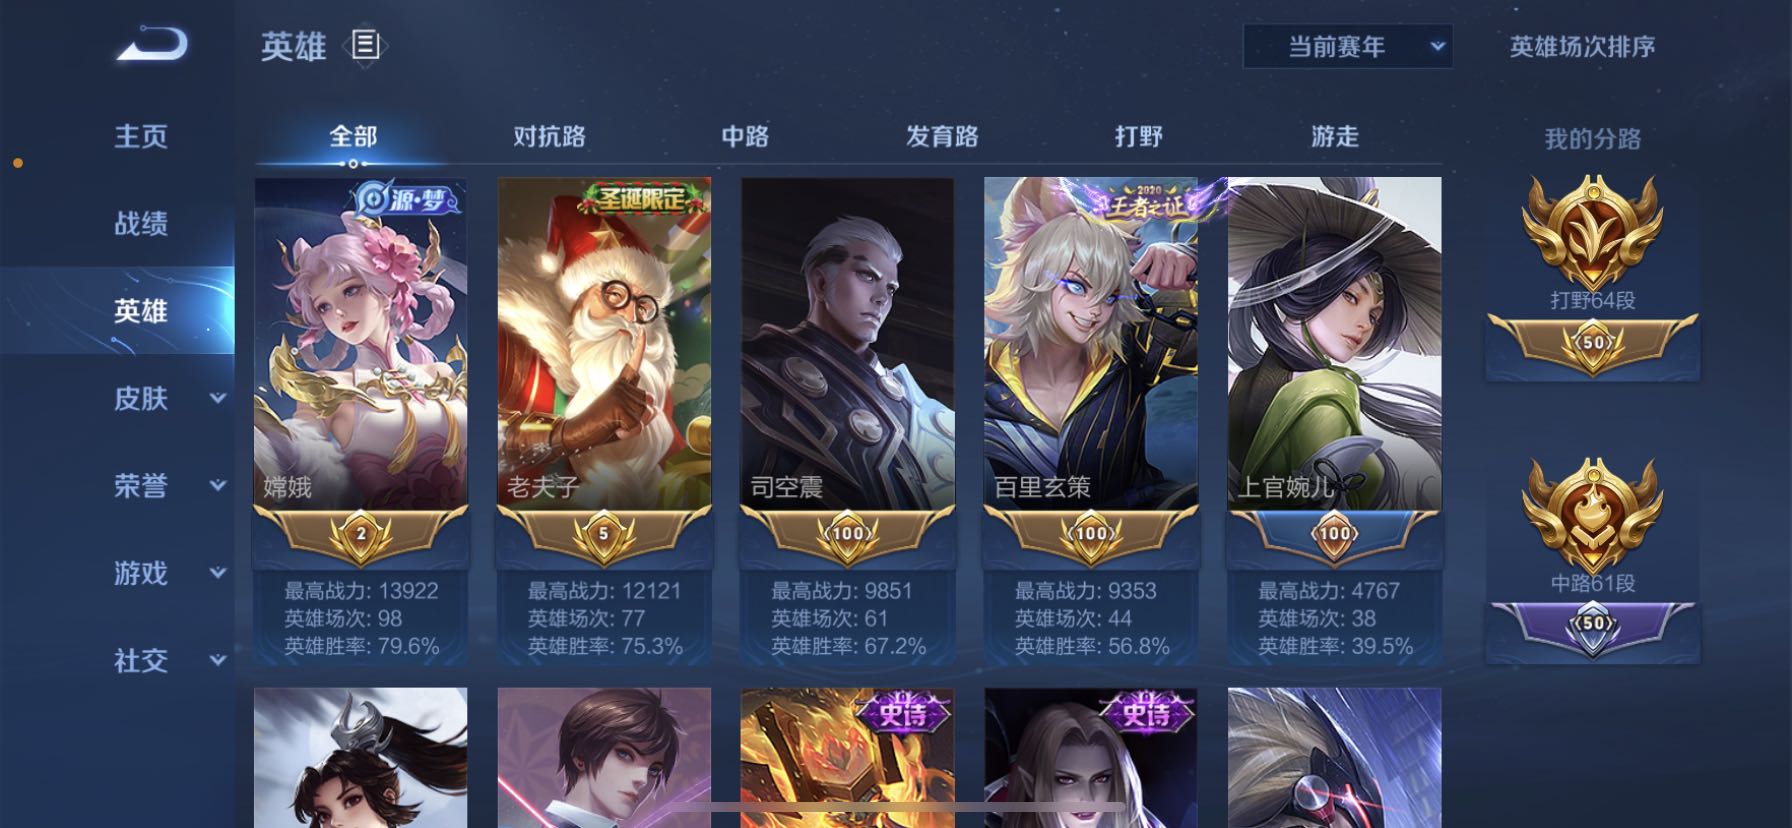 英雄
当前赛年
英雄场次排序
主页
战绩
英雄
皮肤
荣誉
游戏
社交
全部
对抗路
中路
发育路
打野
游走
我的分路
源·梦
嫦娥
2
最高战力: 13922
英雄场次: 98
英雄胜率: 79.6%
圣诞限定
老夫子
5
最高战力: 12121
英雄场次: 77
英雄胜率: 75.3%
司空震
100
最高战力: 9851
英雄场次: 61
英雄胜率: 67.2%
2020
王者之证
百里玄策
100
最高战力: 9353
英雄场次: 44
英雄胜率: 56.8%
上官婉儿
100
最高战力: 4767
英雄场次: 38
英雄胜率: 39.5%
打野64段
50
中路61段
50
史诗
史诗